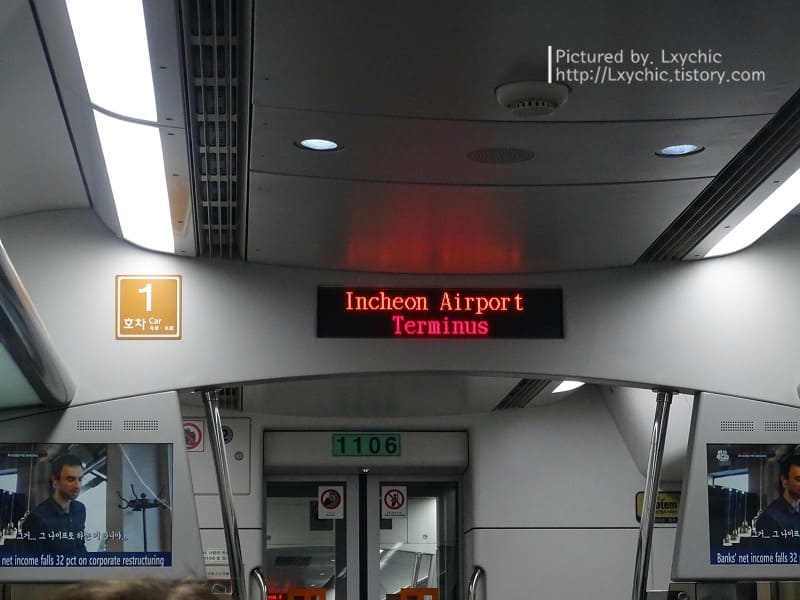 Pictured by. Lxychic
http://Lxychic.tistory.com
1
호차 Car
Incheon Airport
Terminus
1106
net income falls 32 pct on corporate restructuring
Banks' net income falls 32